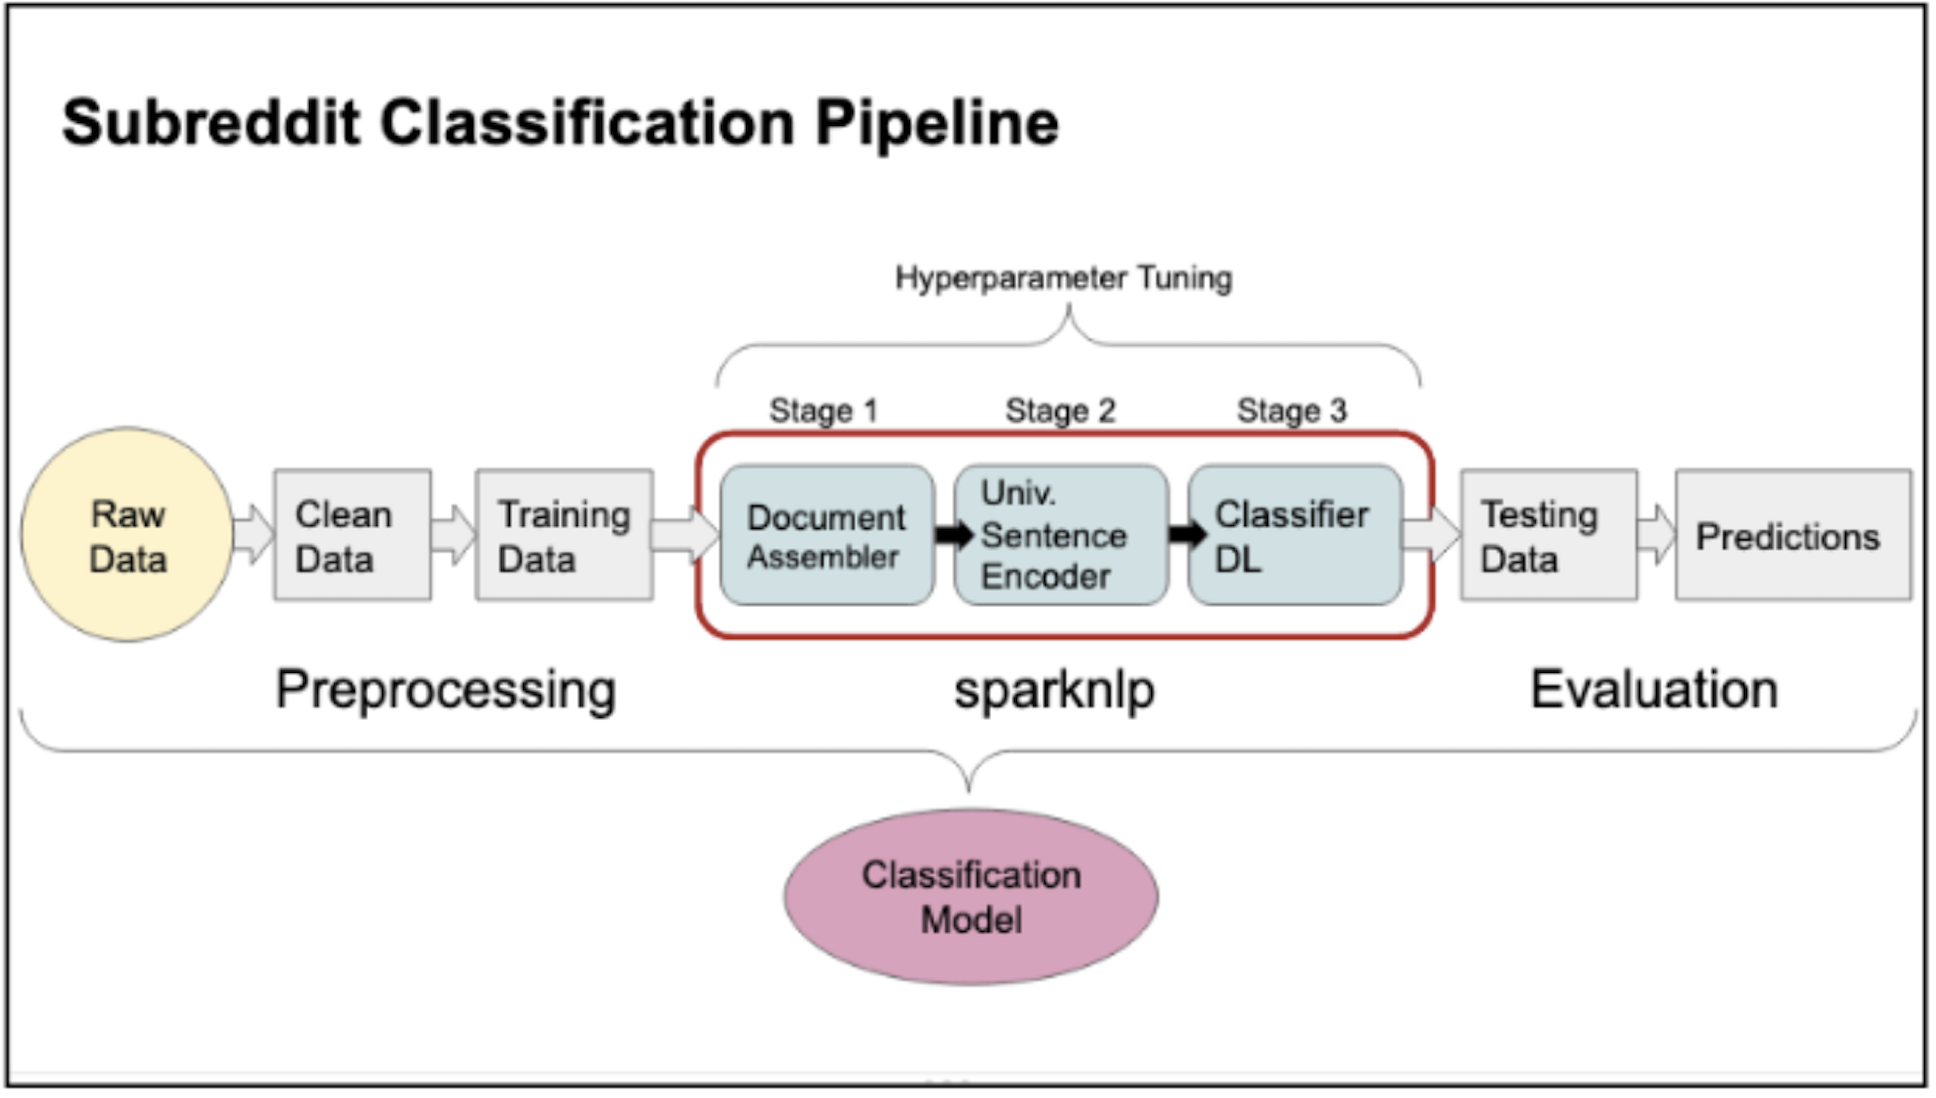 Subreddit Classification Pipeline
Hyperparameter Tuning
Stage 1
Stage 2
Stage 3
Raw
Data
Clean
Data
Training
Data
Document
Assembler
Univ.
Sentence
Encoder
Classifier
DL
Testing
Data
Predictions
Preprocessing
sparknlp
Evaluation
Classification
Model